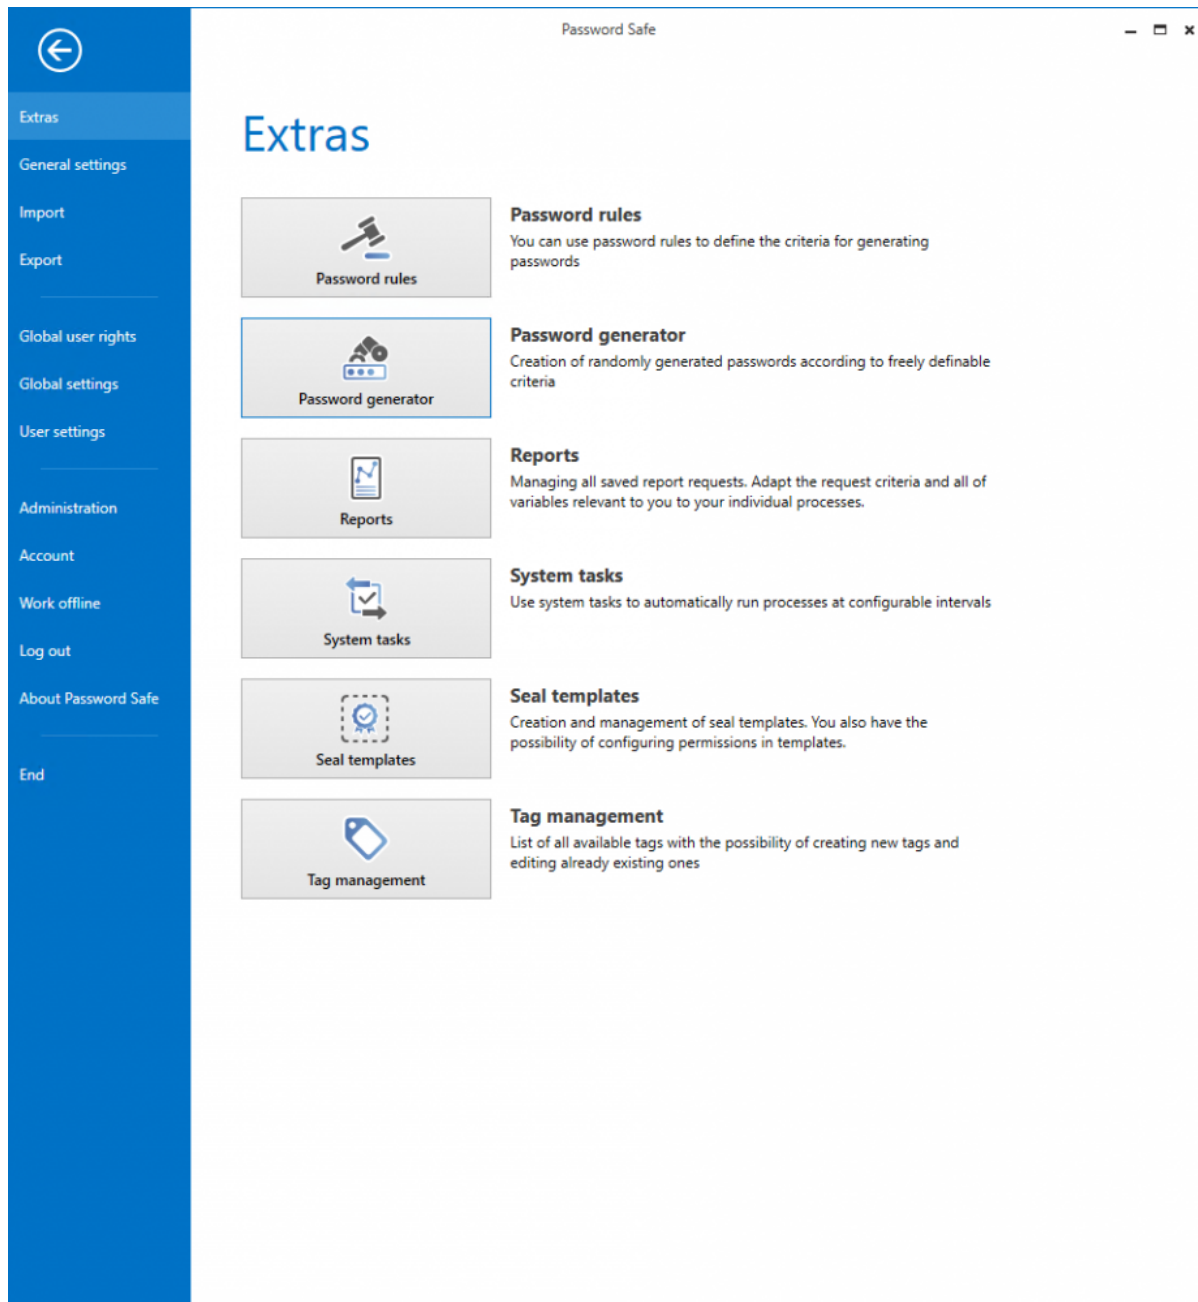 Password Safe
Extras
General settings
Import
Export
Global user rights
Global settings
User settings
Administration
Account
Work offline
Log out
About Password Safe
End
Extras
Password rules
Password rules
You can use password rules to define the criteria for generating
passwords
Password generator
Password generator
Creation of randomly generated passwords according to freely definable
criteria
Reports
Reports
Managing all saved report requests. Adapt the request criteria and all of
variables relevant to you to your individual processes.
System tasks
System tasks
Use system tasks to automatically run processes at configurable intervals
Seal templates
Seal templates
Creation and management of seal templates. You also have the
possibility of configuring permissions in templates.
Tag management
Tag management
List of all available tags with the possibility of creating new tags and
editing already existing ones